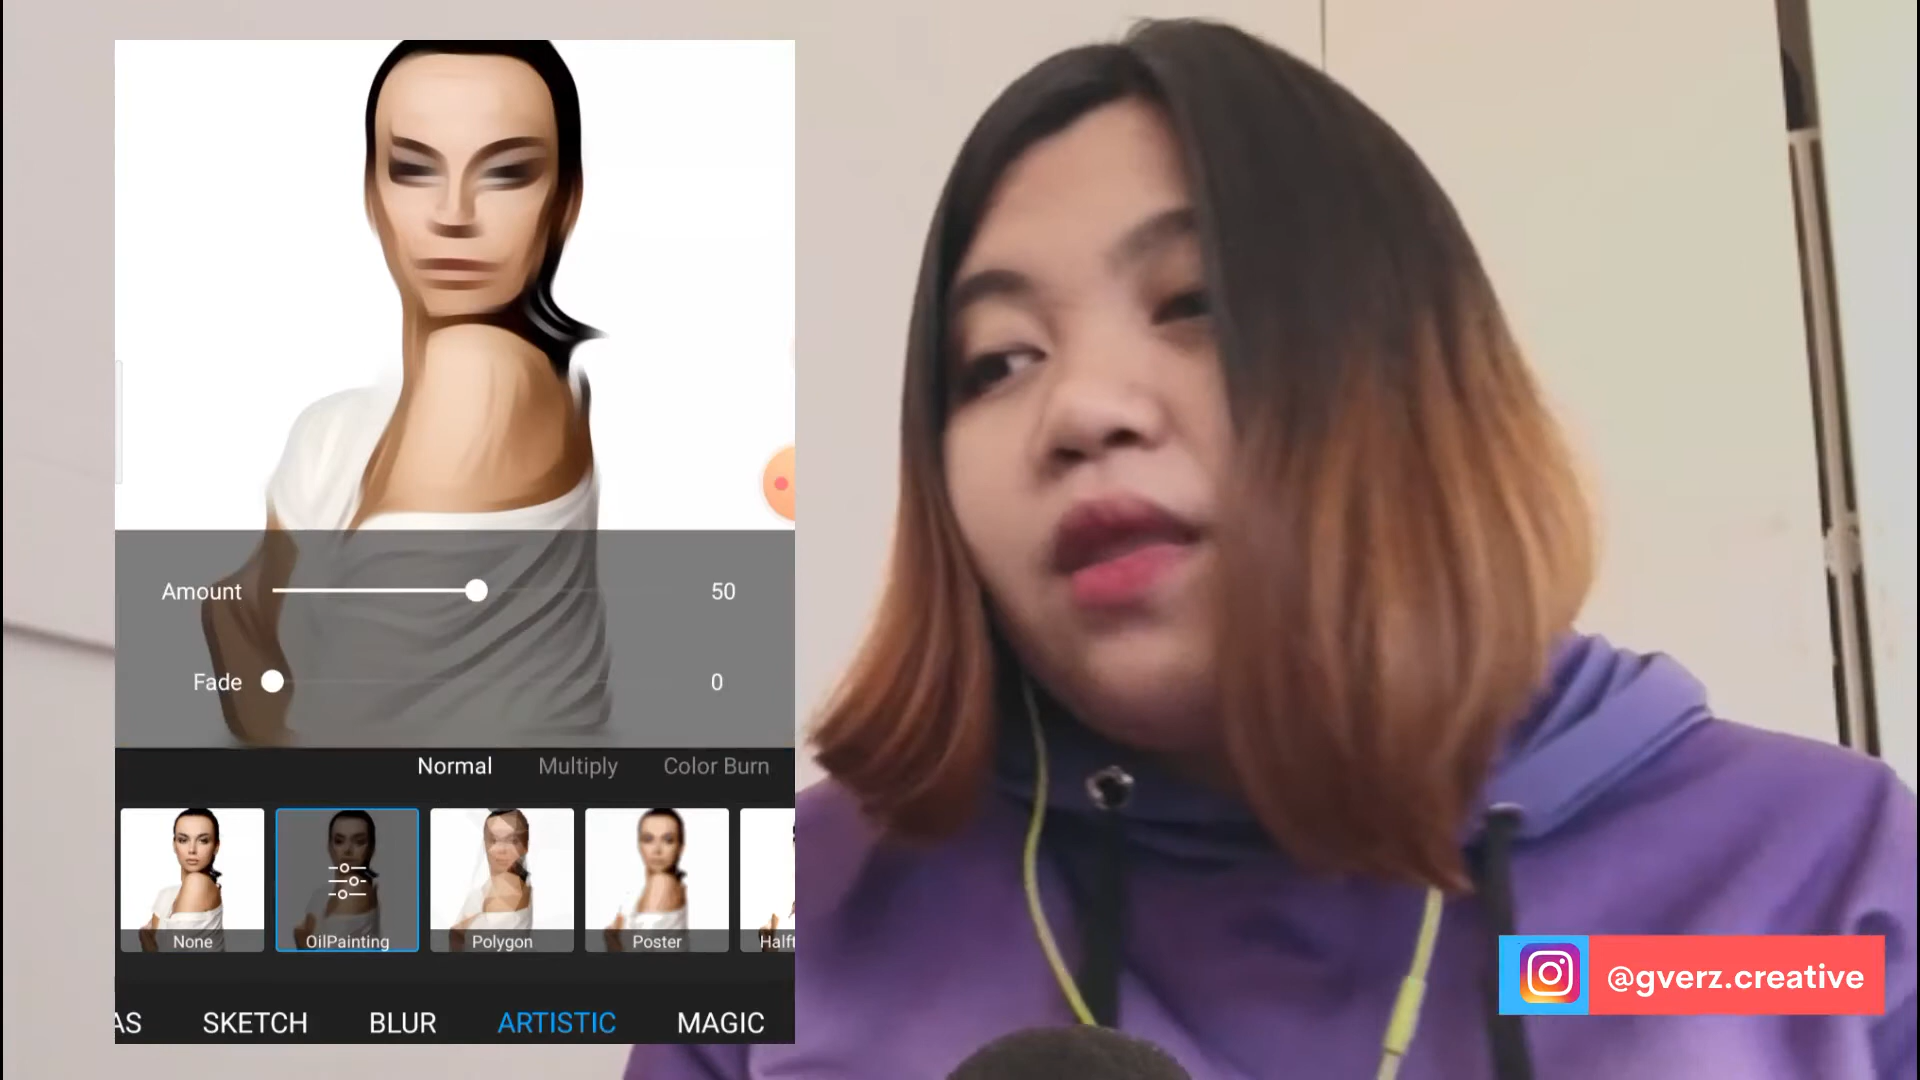 Amount 50
Fade 0
Normal Multiply Color Burn
None OilPainting Polygon Poster Halft
AS SKETCH BLUR ARTISTIC MAGIC
@gverz.creative